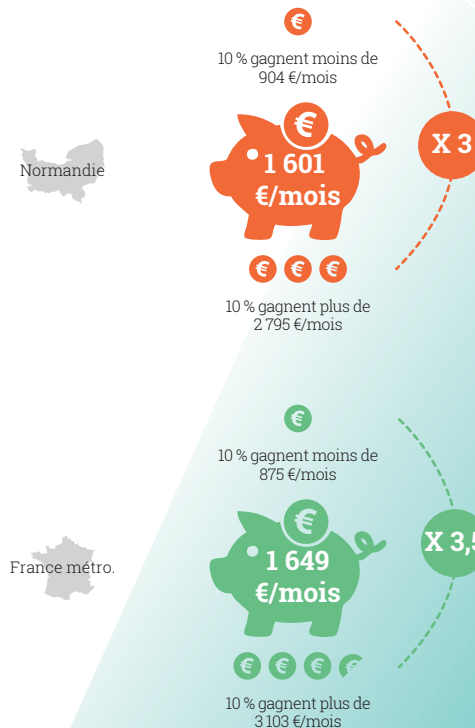 €
10 % gagnent moins de
904 €/mois
X 3
Normandie
€
1 601
€/mois
€ € €
10 % gagnent plus de
2 795 €/mois
€
10 % gagnent moins de
875 €/mois
X 3,5
France métro.
€
1 649
€/mois
€ € € €
10 % gagnent plus de
3 103 €/mois